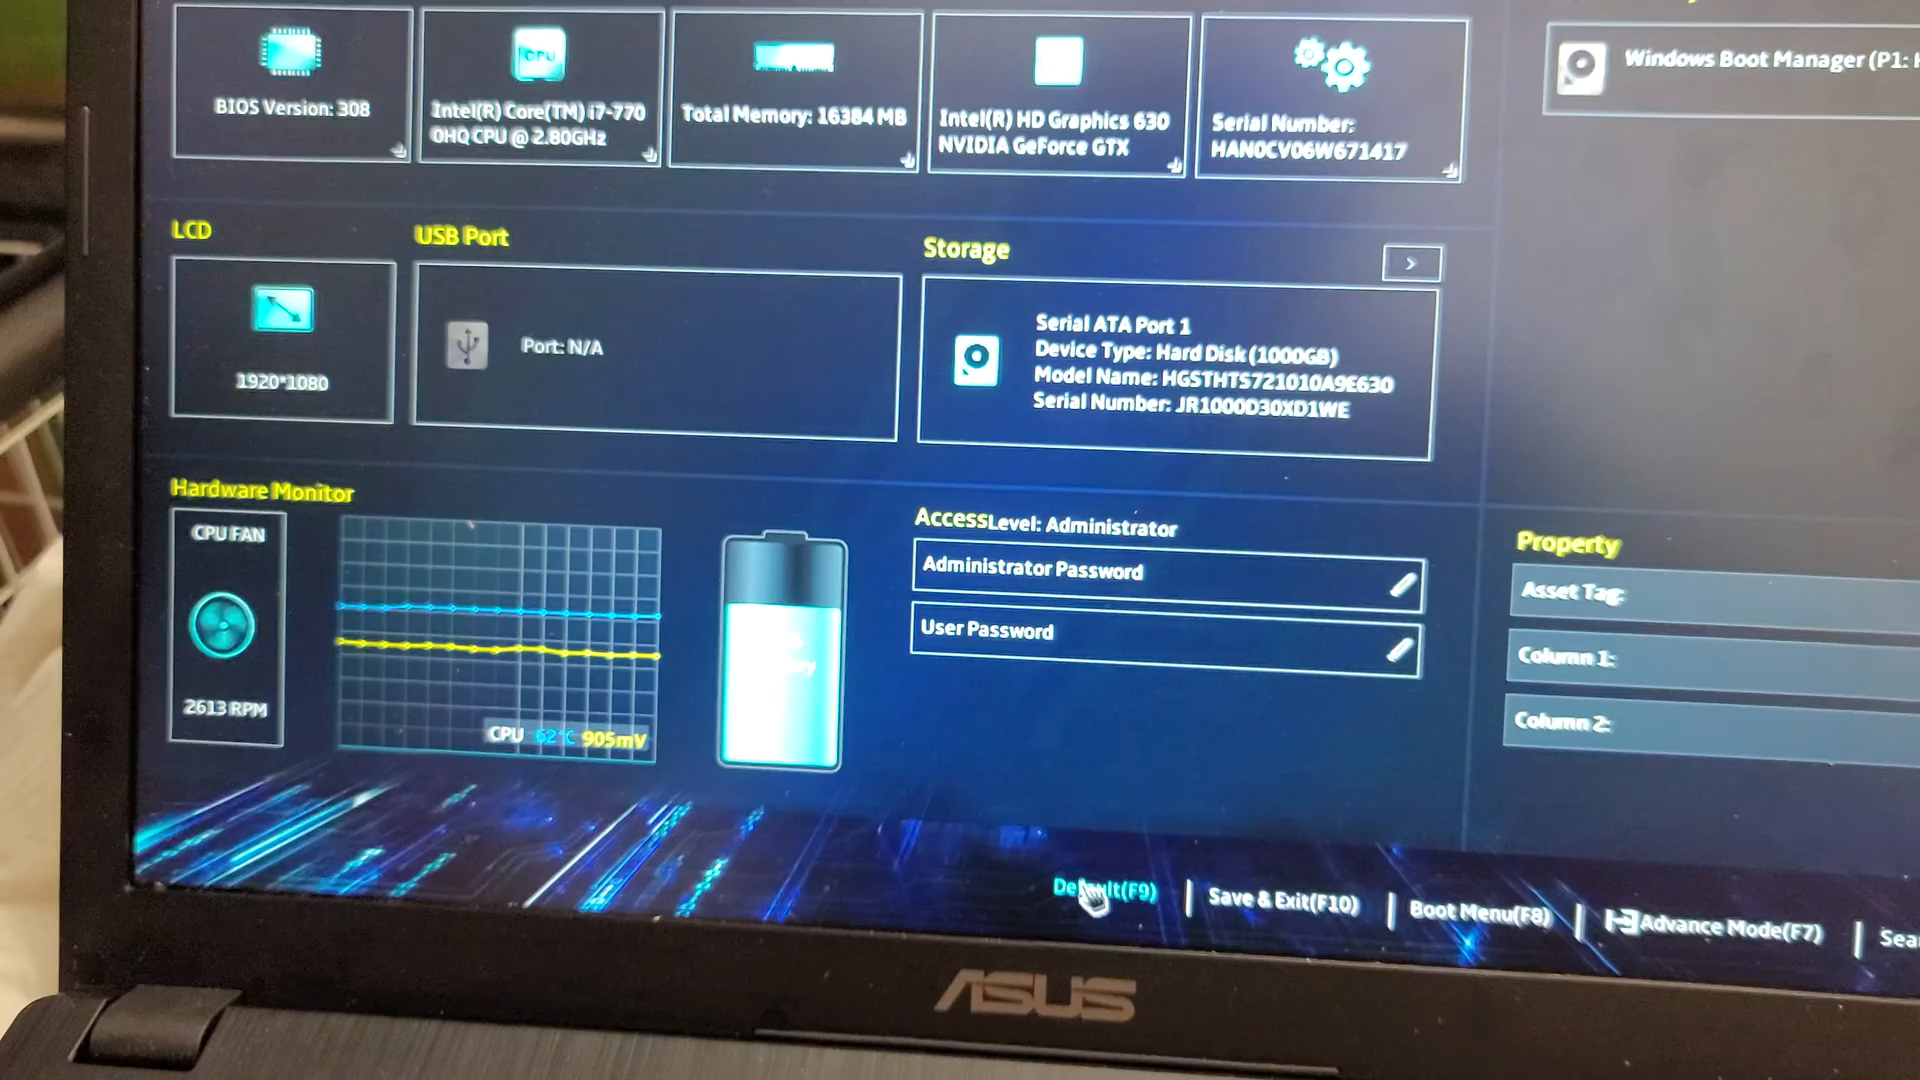 BIOS Version: 308
Intel(R) Core(TM) i7-770
0HQ CPU @ 2.80GHz
Total Memory: 16384 MB
Intel(R) HD Graphics 630
NVIDIA GeForce GTX
Serial Number:
HAN0CV06W671417
Windows Boot Manager (P1:
LCD
1920*1080
USB Port
Port: N/A
Storage
>
Serial ATA Port 1
Device Type: Hard Disk (1000GB)
Model Name: HGSTHTS721010A9E630
Serial Number: JR1000D30XD1WE
Hardware Monitor
CPU FAN
2613 RPM
CPU 62°C 905mV
Access Level: Administrator
Administrator Password
User Password
Property
Asset Tag:
Column 1:
Column 2:
Default(F9)
Save & Exit(F10)
Boot Menu(F8)
Advance Mode(F7)
ASUS